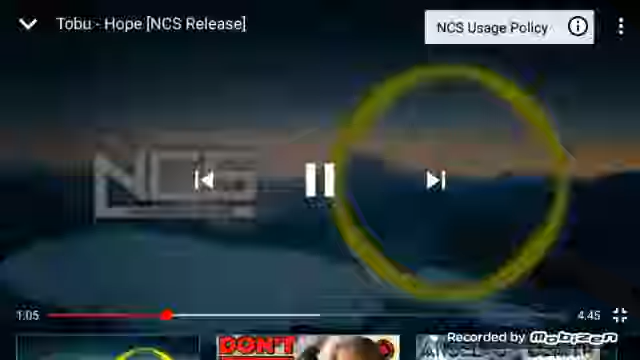 Tobu - Hope [NCS Release]
NCS Usage Policy
NCS
1:05
4:45
DON'T
Recorded by Mobizen